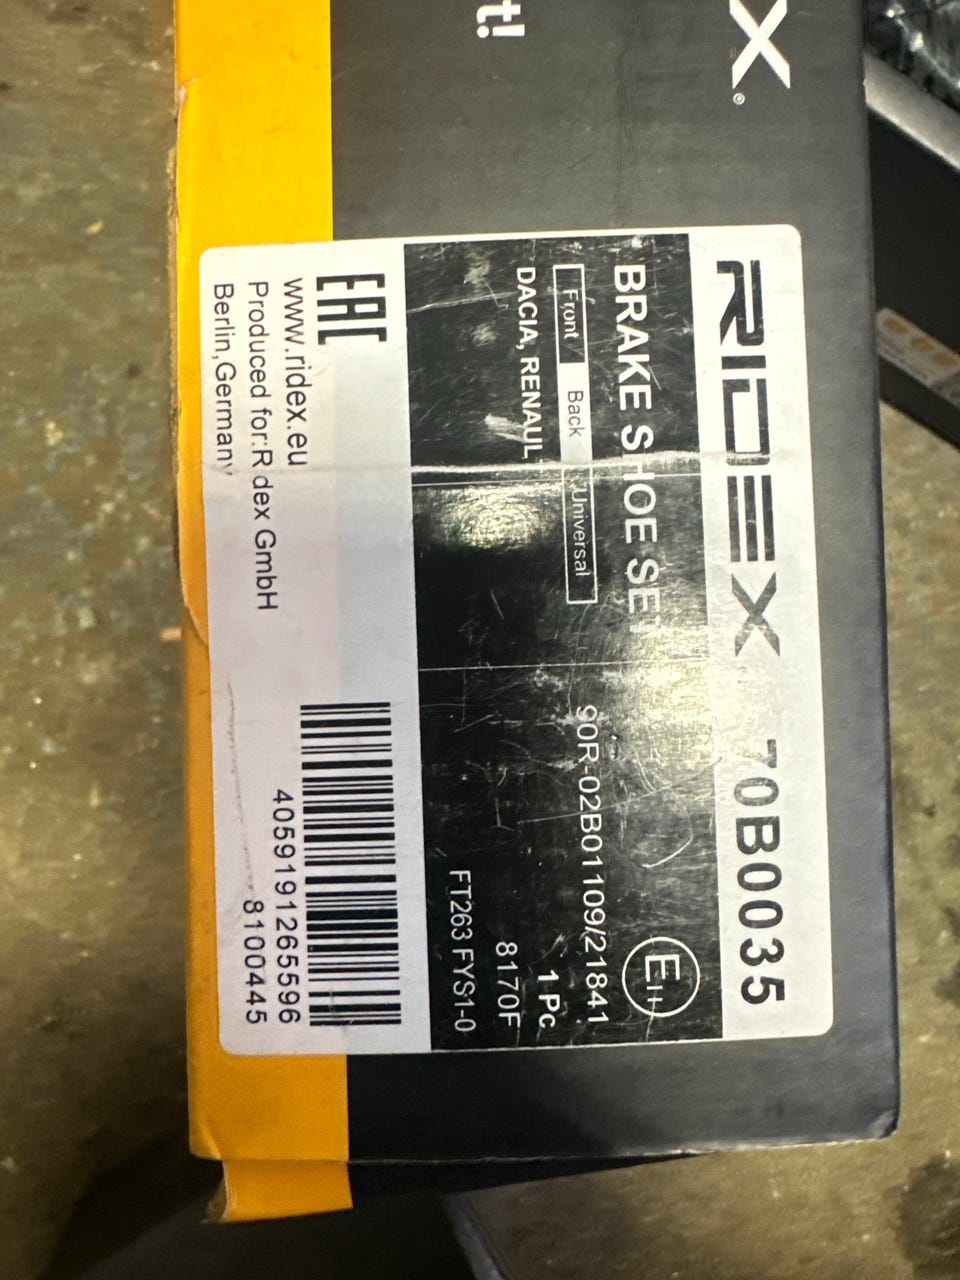 X®
t!
RIDEX 70B0035
BRAKE SHOE SET
Front Back Universal
DACIA, RENAUL
E11
90R-02B01109/21841
1 Pc
8170F
FT263 FYS1-0
EAC
www.ridex.eu
Produced for:Ridex GmbH
Berlin,Germany
4059191265596
8100445